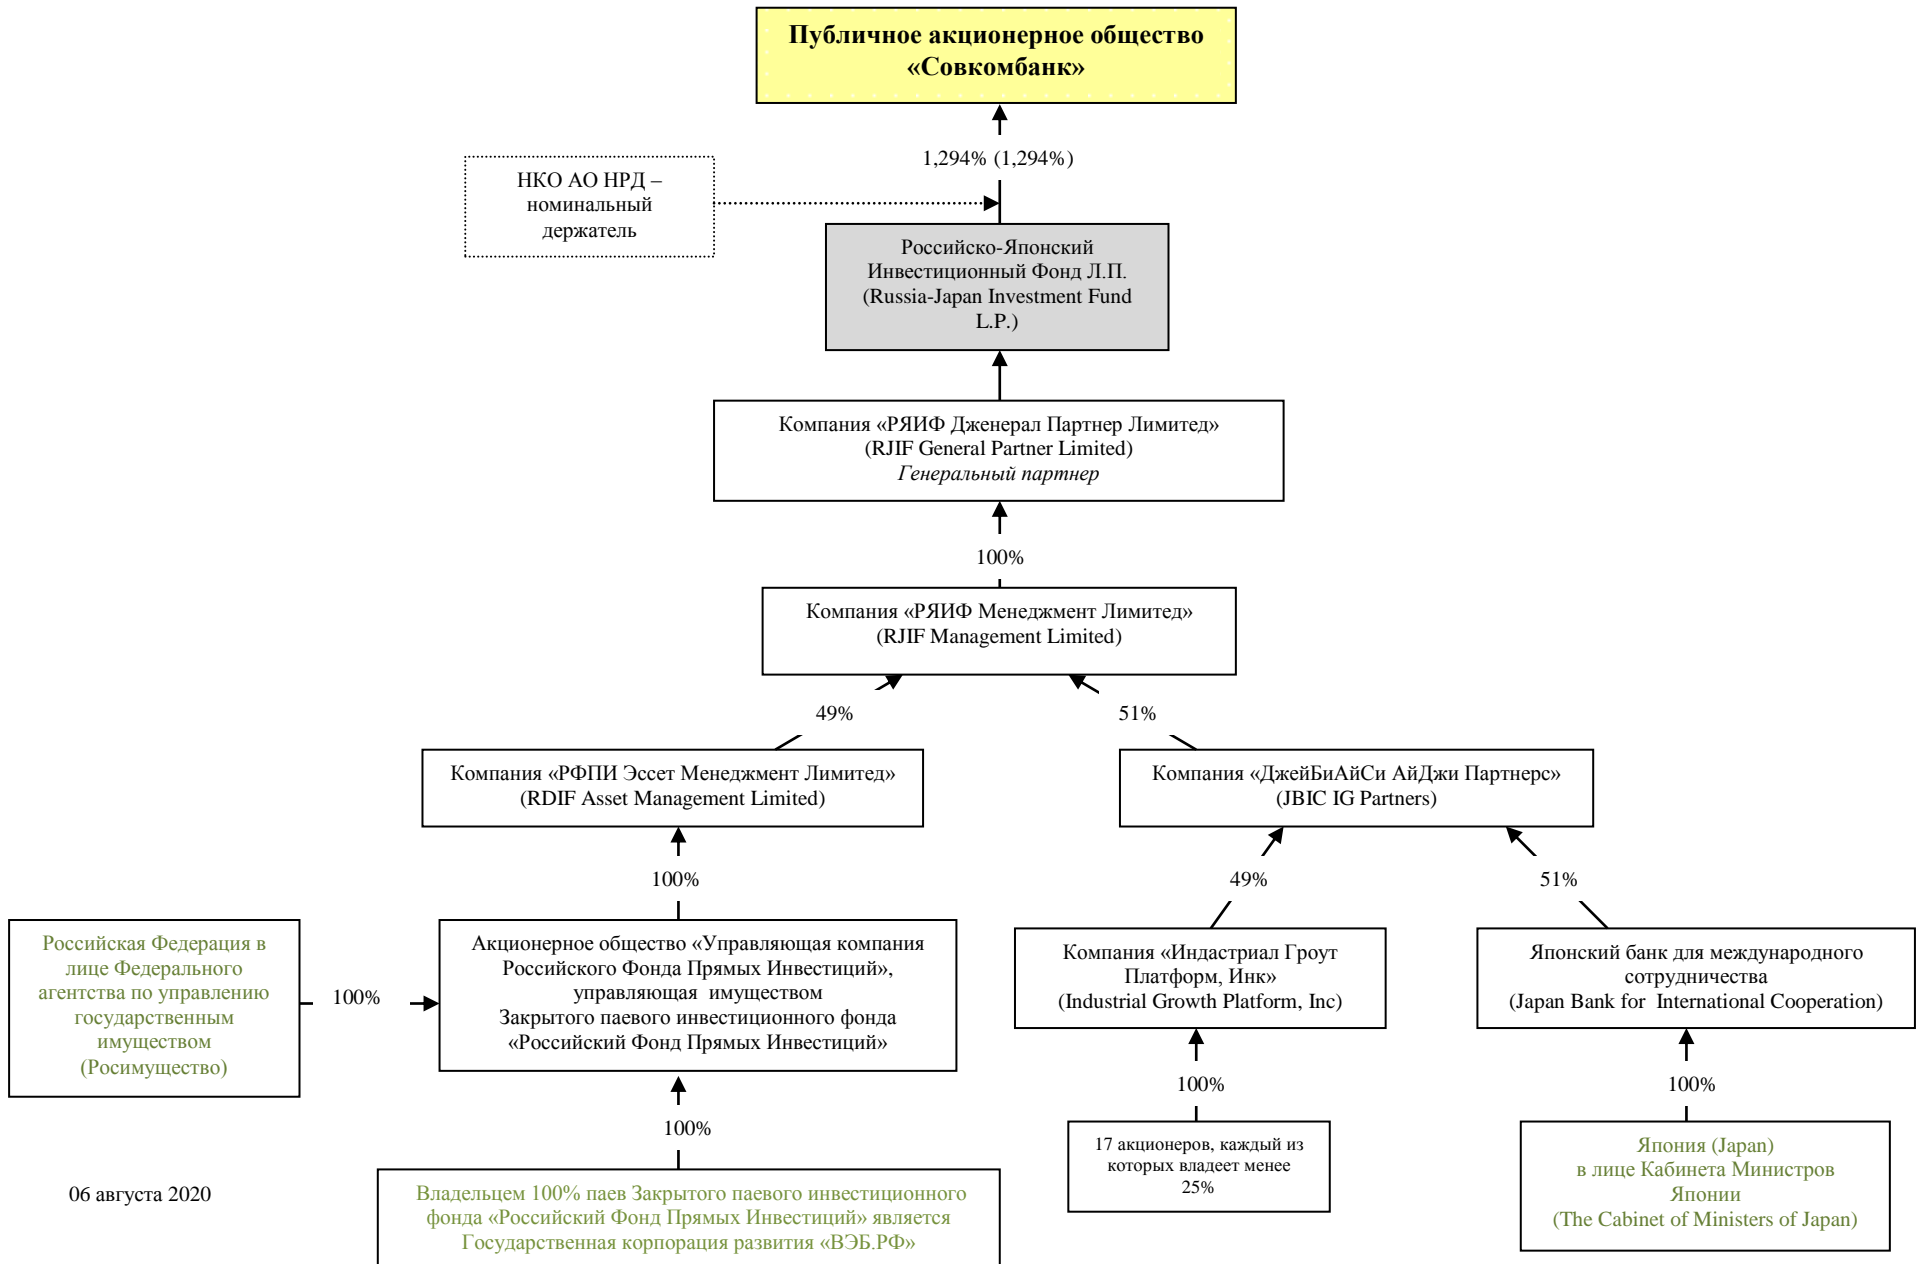 Публичное акционерное общество
«Совкомбанк»
1,294% (1,294%)
НКО АО НРД –
номинальный
держатель
Российско-Японский
Инвестиционный Фонд Л.П.
(Russia-Japan Investment Fund
L.P.)
Компания «РЯИФ Дженерал Партнер Лимитед»
(RJIF General Partner Limited)
Генеральный партнер
100%
Компания «РЯИФ Менеджмент Лимитед»
(RJIF Management Limited)
49%
51%
Компания «РФПИ Эссет Менеджмент Лимитед»
(RDIF Asset Management Limited)
Компания «ДжейБиАйСи АйДжи Партнерс»
(JBIC IG Partners)
100%
49%
51%
Российская Федерация в
лице Федерального
агентства по управлению
государственным
имуществом
(Росимущество)
100%
Акционерное общество «Управляющая компания
Российского Фонда Прямых Инвестиций»,
управляющая имуществом
Закрытого паевого инвестиционного фонда
«Российский Фонд Прямых Инвестиций»
Компания «Индастриал Гроут
Платформ, Инк»
(Industrial Growth Platform, Inc)
Японский банк для международного
сотрудничества
(Japan Bank for International Cooperation)
100%
100%
100%
17 акционеров, каждый из
которых владеет менее
25%
Япония (Japan)
в лице Кабинета Министров
Японии
(The Cabinet of Ministers of Japan)
06 августа 2020
Владельцем 100% паев Закрытого паевого инвестиционного
фонда «Российский Фонд Прямых Инвестиций» является
Государственная корпорация развития «ВЭБ.РФ»